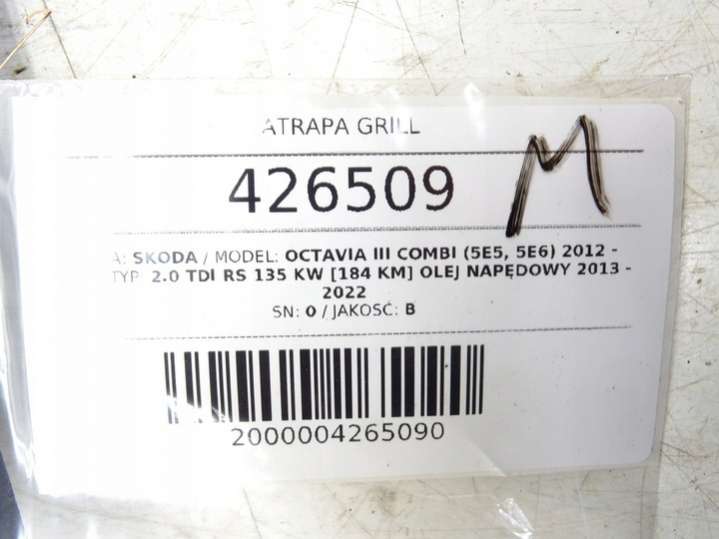 ATRAPA GRILL
M
426509
A: SKODA / MODEL: OCTAVIA III COMBI (5E5, 5E6) 2012 -
TYP: 2.0 TDI RS 135 KW [184 KM] OLEJ NAPĘDOWY 2013 -
2022
SN: 0 / JAKOŚĆ: B
2000004265090